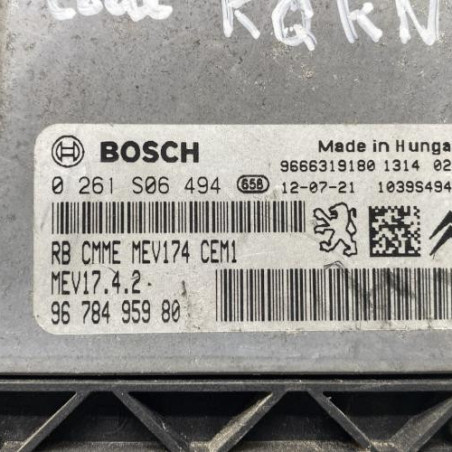 KQKN
BOSCH
Made in Hunga
9666319180 1314 02
0 261 S06 494 658 12-07-21 1039S494
RB CMME MEV174 CEM1
MEV17.4.2-
96 784 959 80